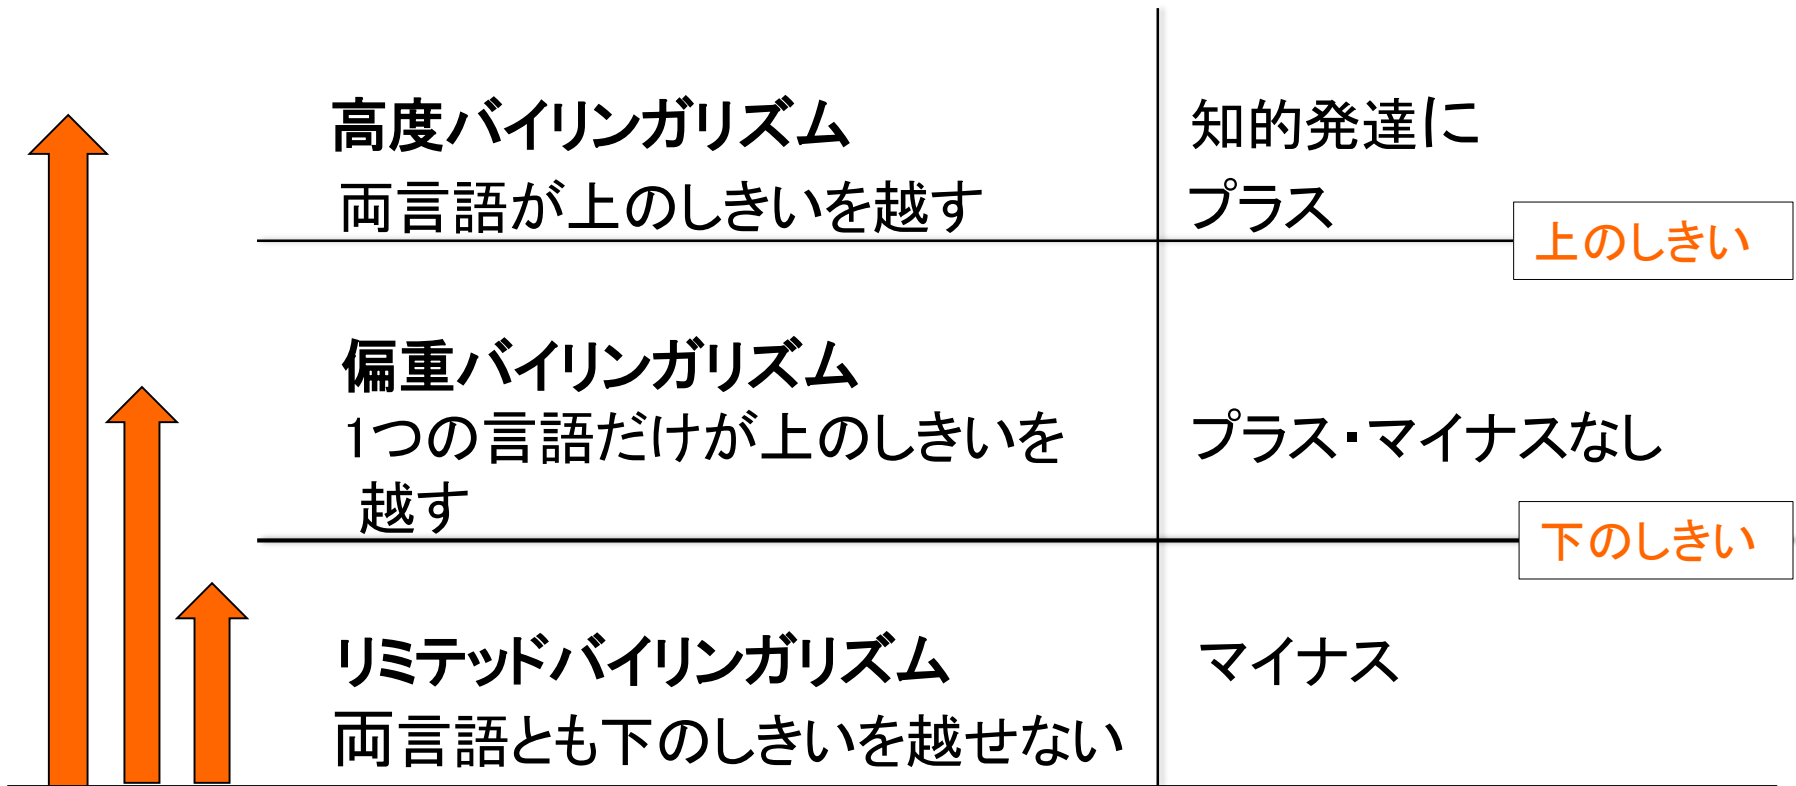 高度バイリンガリズム
両言語が上のしきいを越す
知的発達に
プラス
上のしきい
偏重バイリンガリズム
1つの言語だけが上のしきいを
越す
プラス・マイナスなし
下のしきい
リミテッドバイリンガリズム
両言語とも下のしきいを越せない
マイナス